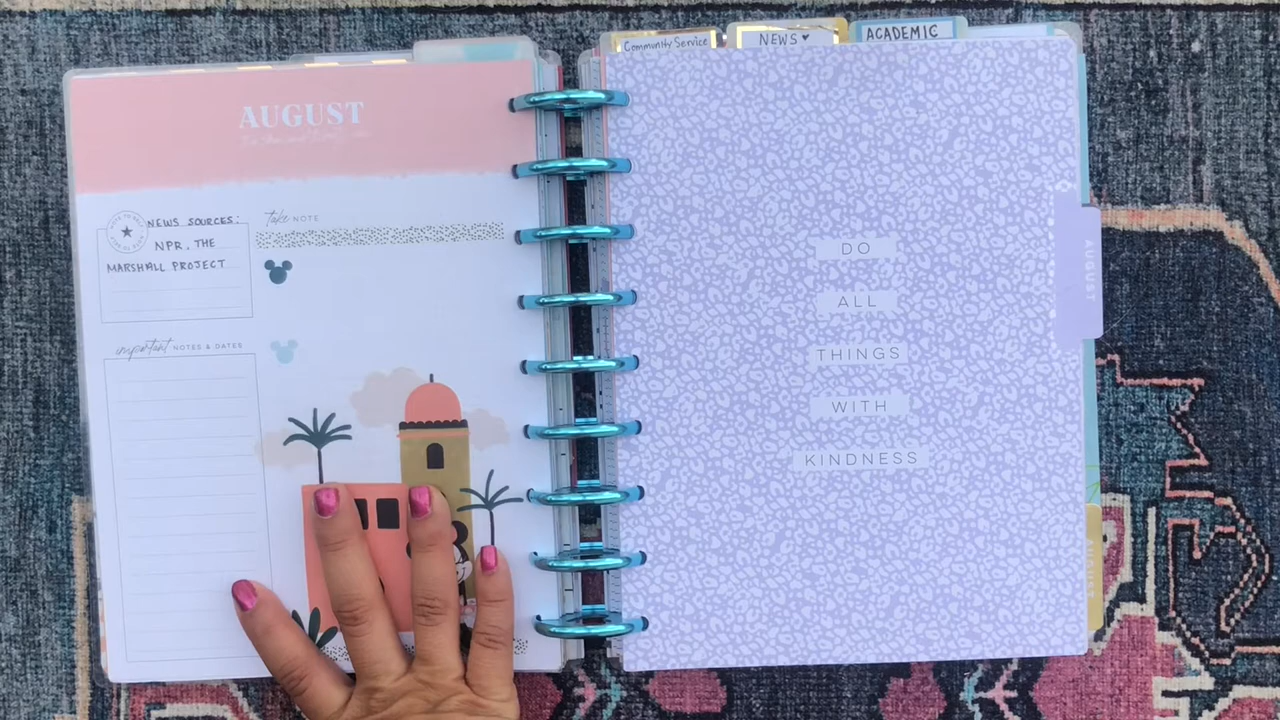 Community Service
NEWS
ACADEMIC
AUGUST
NEWS SOURCES:
NPR, THE
MARSHALL PROJECT
take NOTE
important NOTES & DATES
DO
ALL
THINGS
WITH
KINDNESS
AUGUST